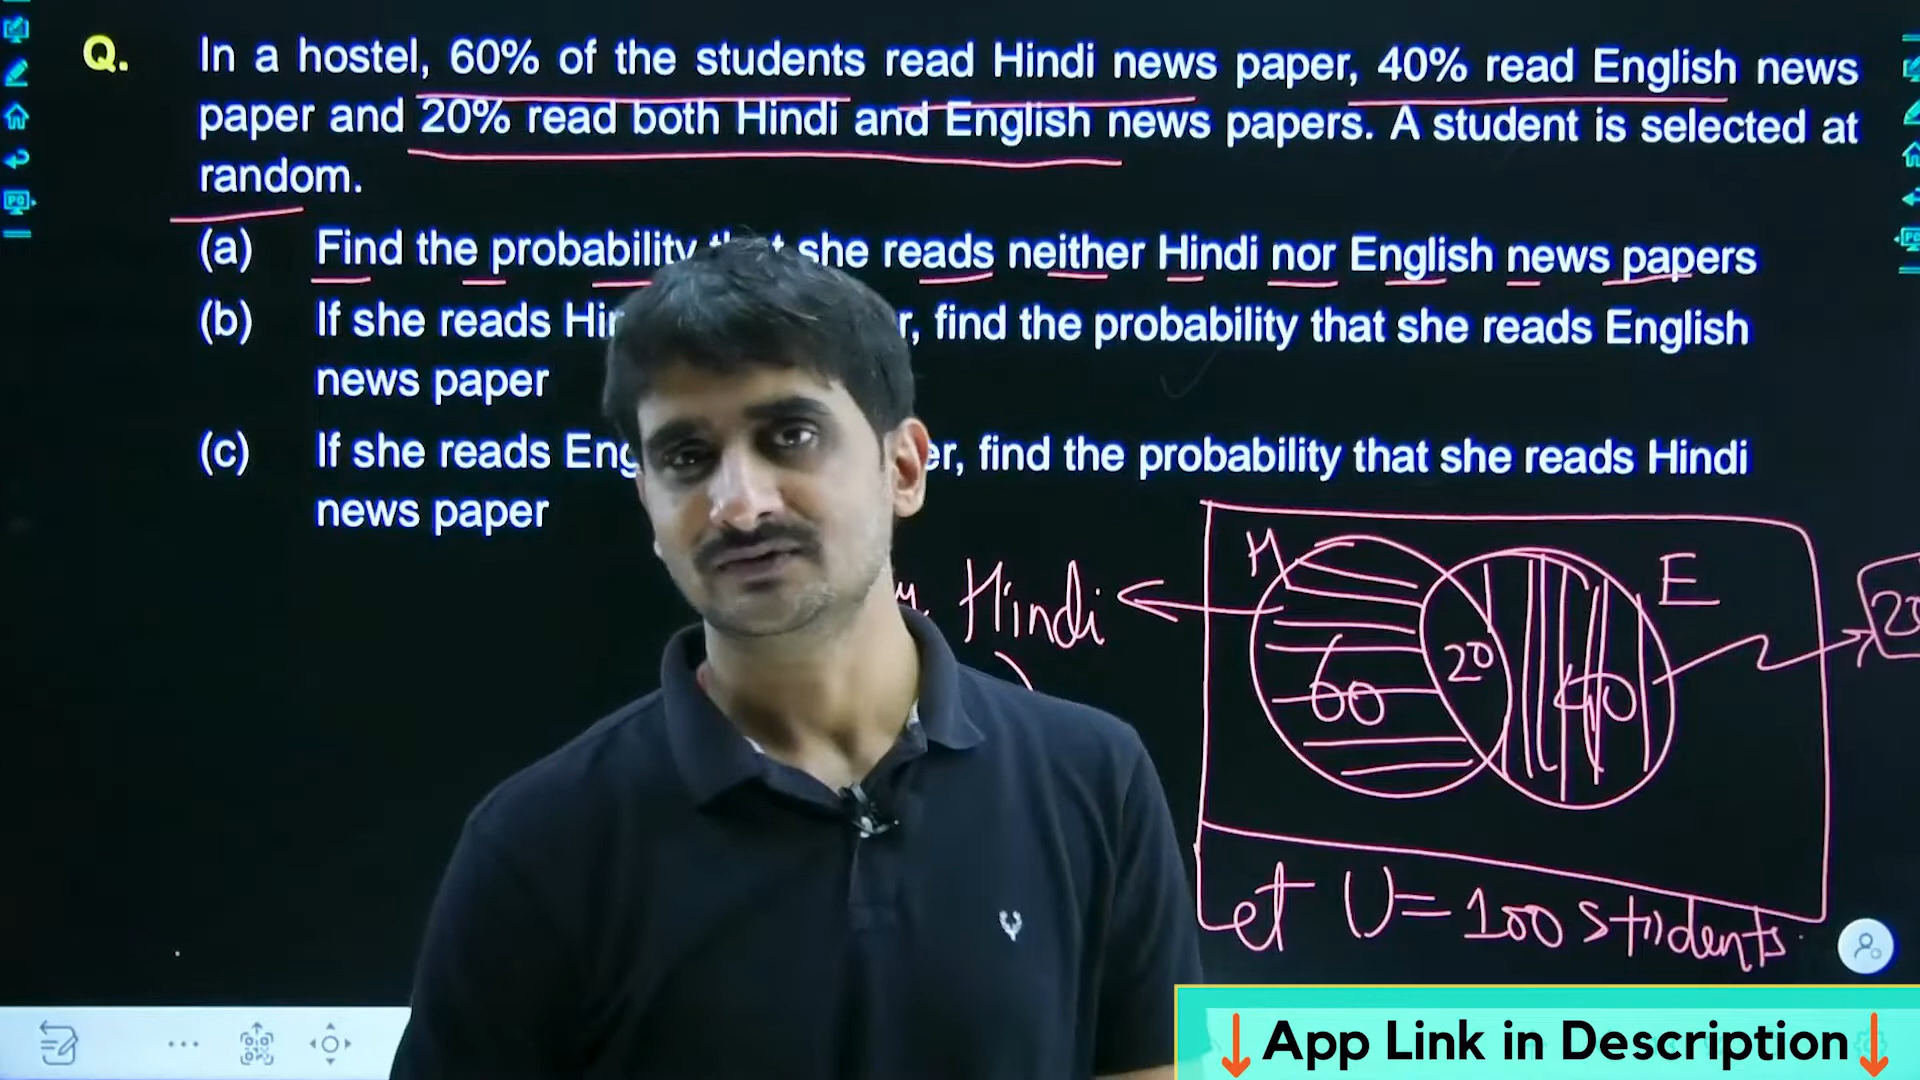 Q. In a hostel, 60% of the students read Hindi news paper, 40% read English news
paper and 20% read both Hindi and English news papers. A student is selected at
random.
(a) Find the probability that she reads neither Hindi nor English news papers
(b) If she reads Hin r, find the probability that she reads English
news paper
(c) If she reads Eng er, find the probability that she reads Hindi
news paper
H E
Hindi 20
60 20 40
Let U = 100 students.
App Link in Description